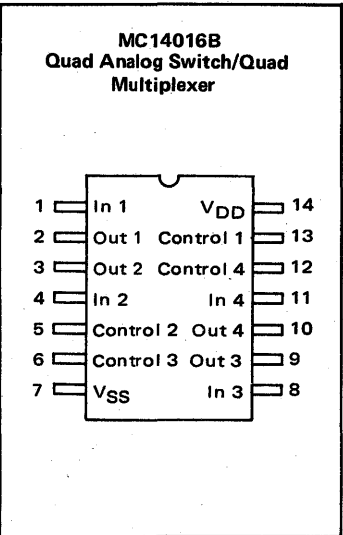 MC14016B
Quad Analog Switch/Quad
Multiplexer
1 In 1 VDD 14
2 Out 1 Control 1 13
3 Out 2 Control 4 12
4 In 2 In 4 11
5 Control 2 Out 4 10
6 Control 3 Out 3 9
7 VSS In 3 8